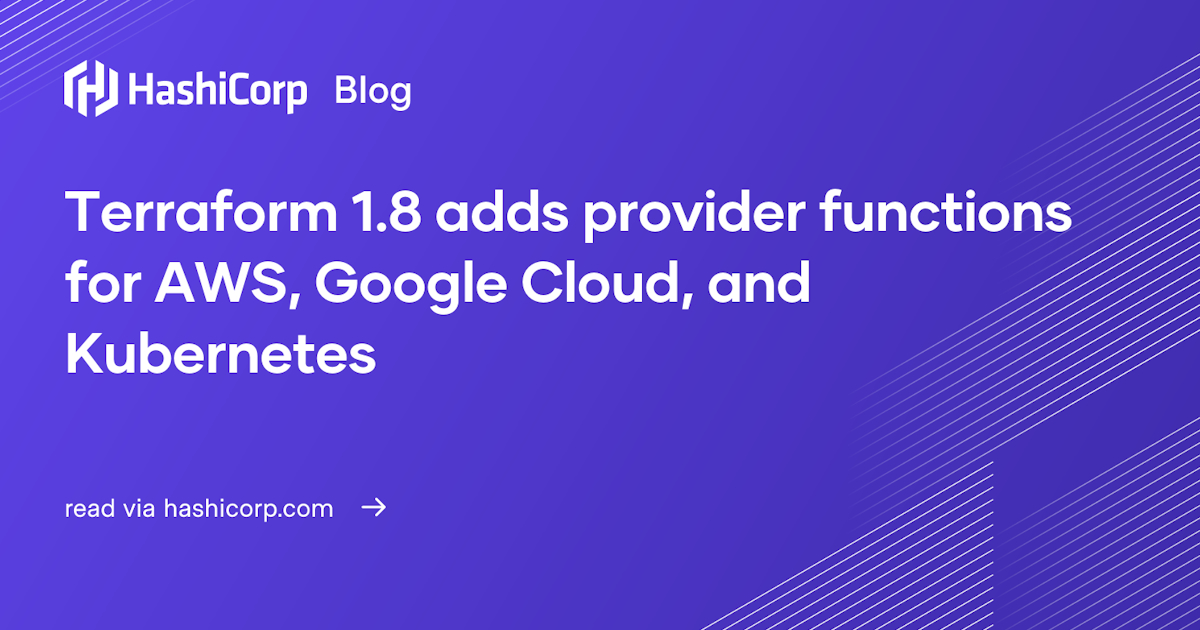 HashiCorp Blog
Terraform 1.8 adds provider functions
for AWS, Google Cloud, and
Kubernetes
read via hashicorp.com →